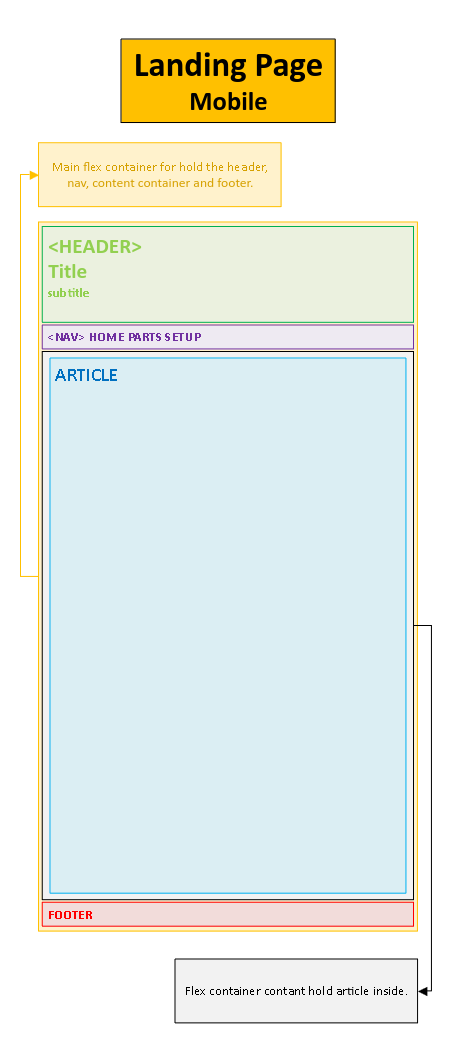 Landing Page
Mobile
Main flex container for hold the header,
nav, content container and footer.
<HEADER>
Title
subtitle
<NAV> HOME PARTS SETUP
ARTICLE
FOOTER
Flex container contant hold article inside.